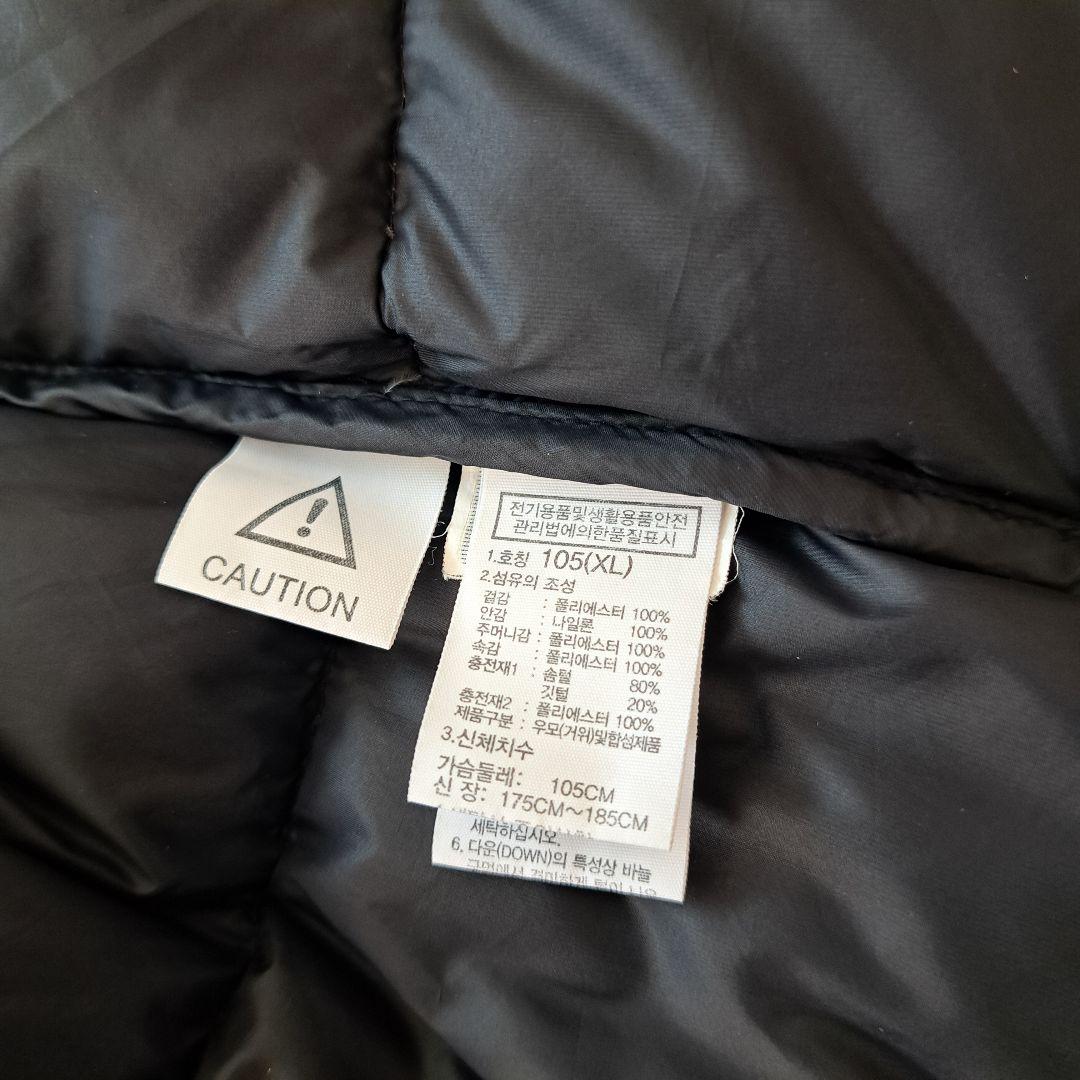 CAUTION
전기용품및생활용품안전
관리법에의한품질표시
1.호칭 105(XL)
2.섬유의 조성
겉감 : 폴리에스터 100%
안감 : 나일론 100%
주머니감 : 폴리에스터 100%
속감 : 폴리에스터 100%
충전재1 : 솜털 80%
깃털 20%
충전재2 : 폴리에스터 100%
제품구분 : 우모(거위)및합성제품
3.신체치수
가슴둘레: 105CM
신 장: 175CM~185CM
세탁하십시오.
6. 다운(DOWN)의 특성상 바늘